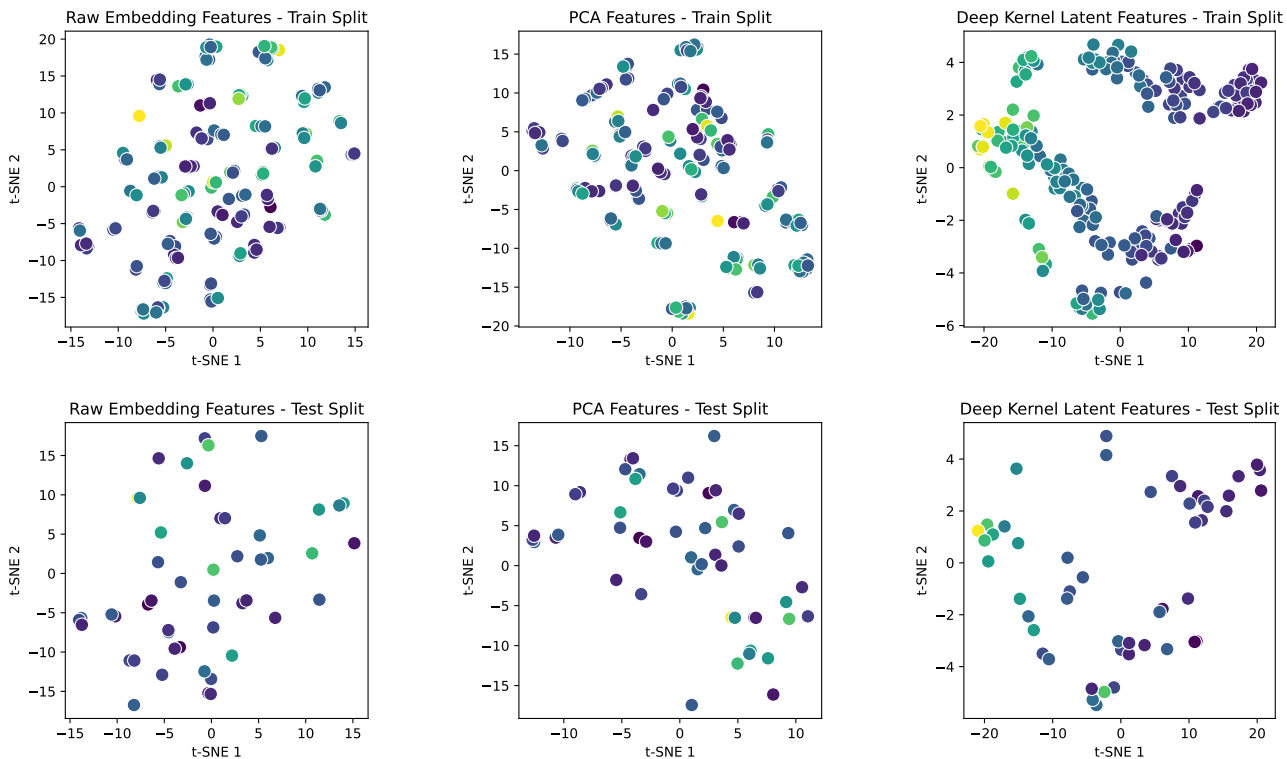 Raw Embedding Features - Train Split
PCA Features - Train Split
Deep Kernel Latent Features - Train Split
t-SNE 2
20
15
10
5
0
−5
−10
−15
−15 −10 −5 0 5 10 15
t-SNE 1
15
10
5
0
−5
−10
−15
−20
−10 −5 0 5 10
t-SNE 1
t-SNE 2
4
2
0
−2
−4
−6
−20 −10 0 10 20
t-SNE 1
Raw Embedding Features - Test Split
PCA Features - Test Split
Deep Kernel Latent Features - Test Split
t-SNE 2
15
10
5
0
−5
−10
−15
−15 −10 −5 0 5 10 15
t-SNE 1
15
10
5
0
−5
−10
−15
−10 −5 0 5 10
t-SNE 1
t-SNE 2
4
2
0
−2
−4
−20 −10 0 10 20
t-SNE 1